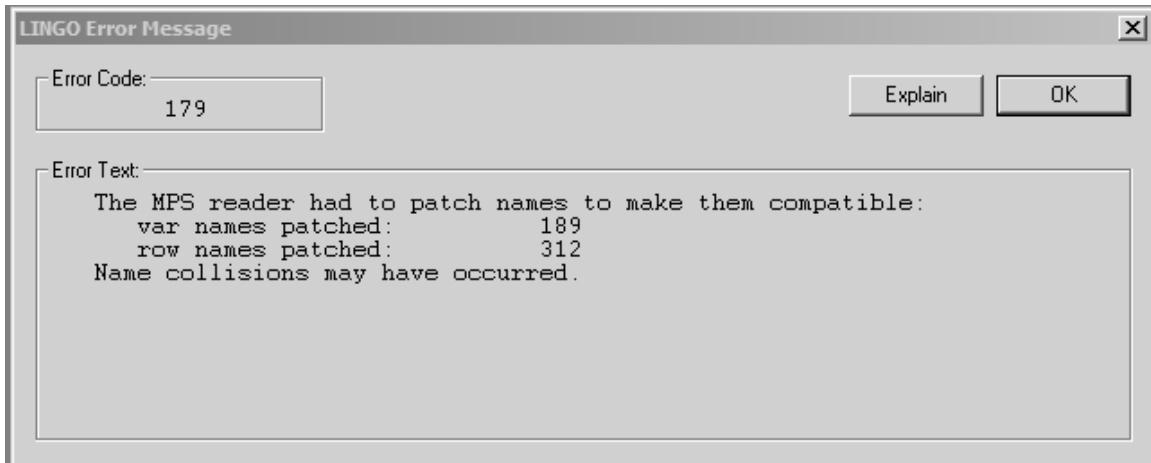 LINGO Error Message
Error Code:
179
Explain
OK
Error Text:
The MPS reader had to patch names to make them compatible:
var names patched: 189
row names patched: 312
Name collisions may have occurred.